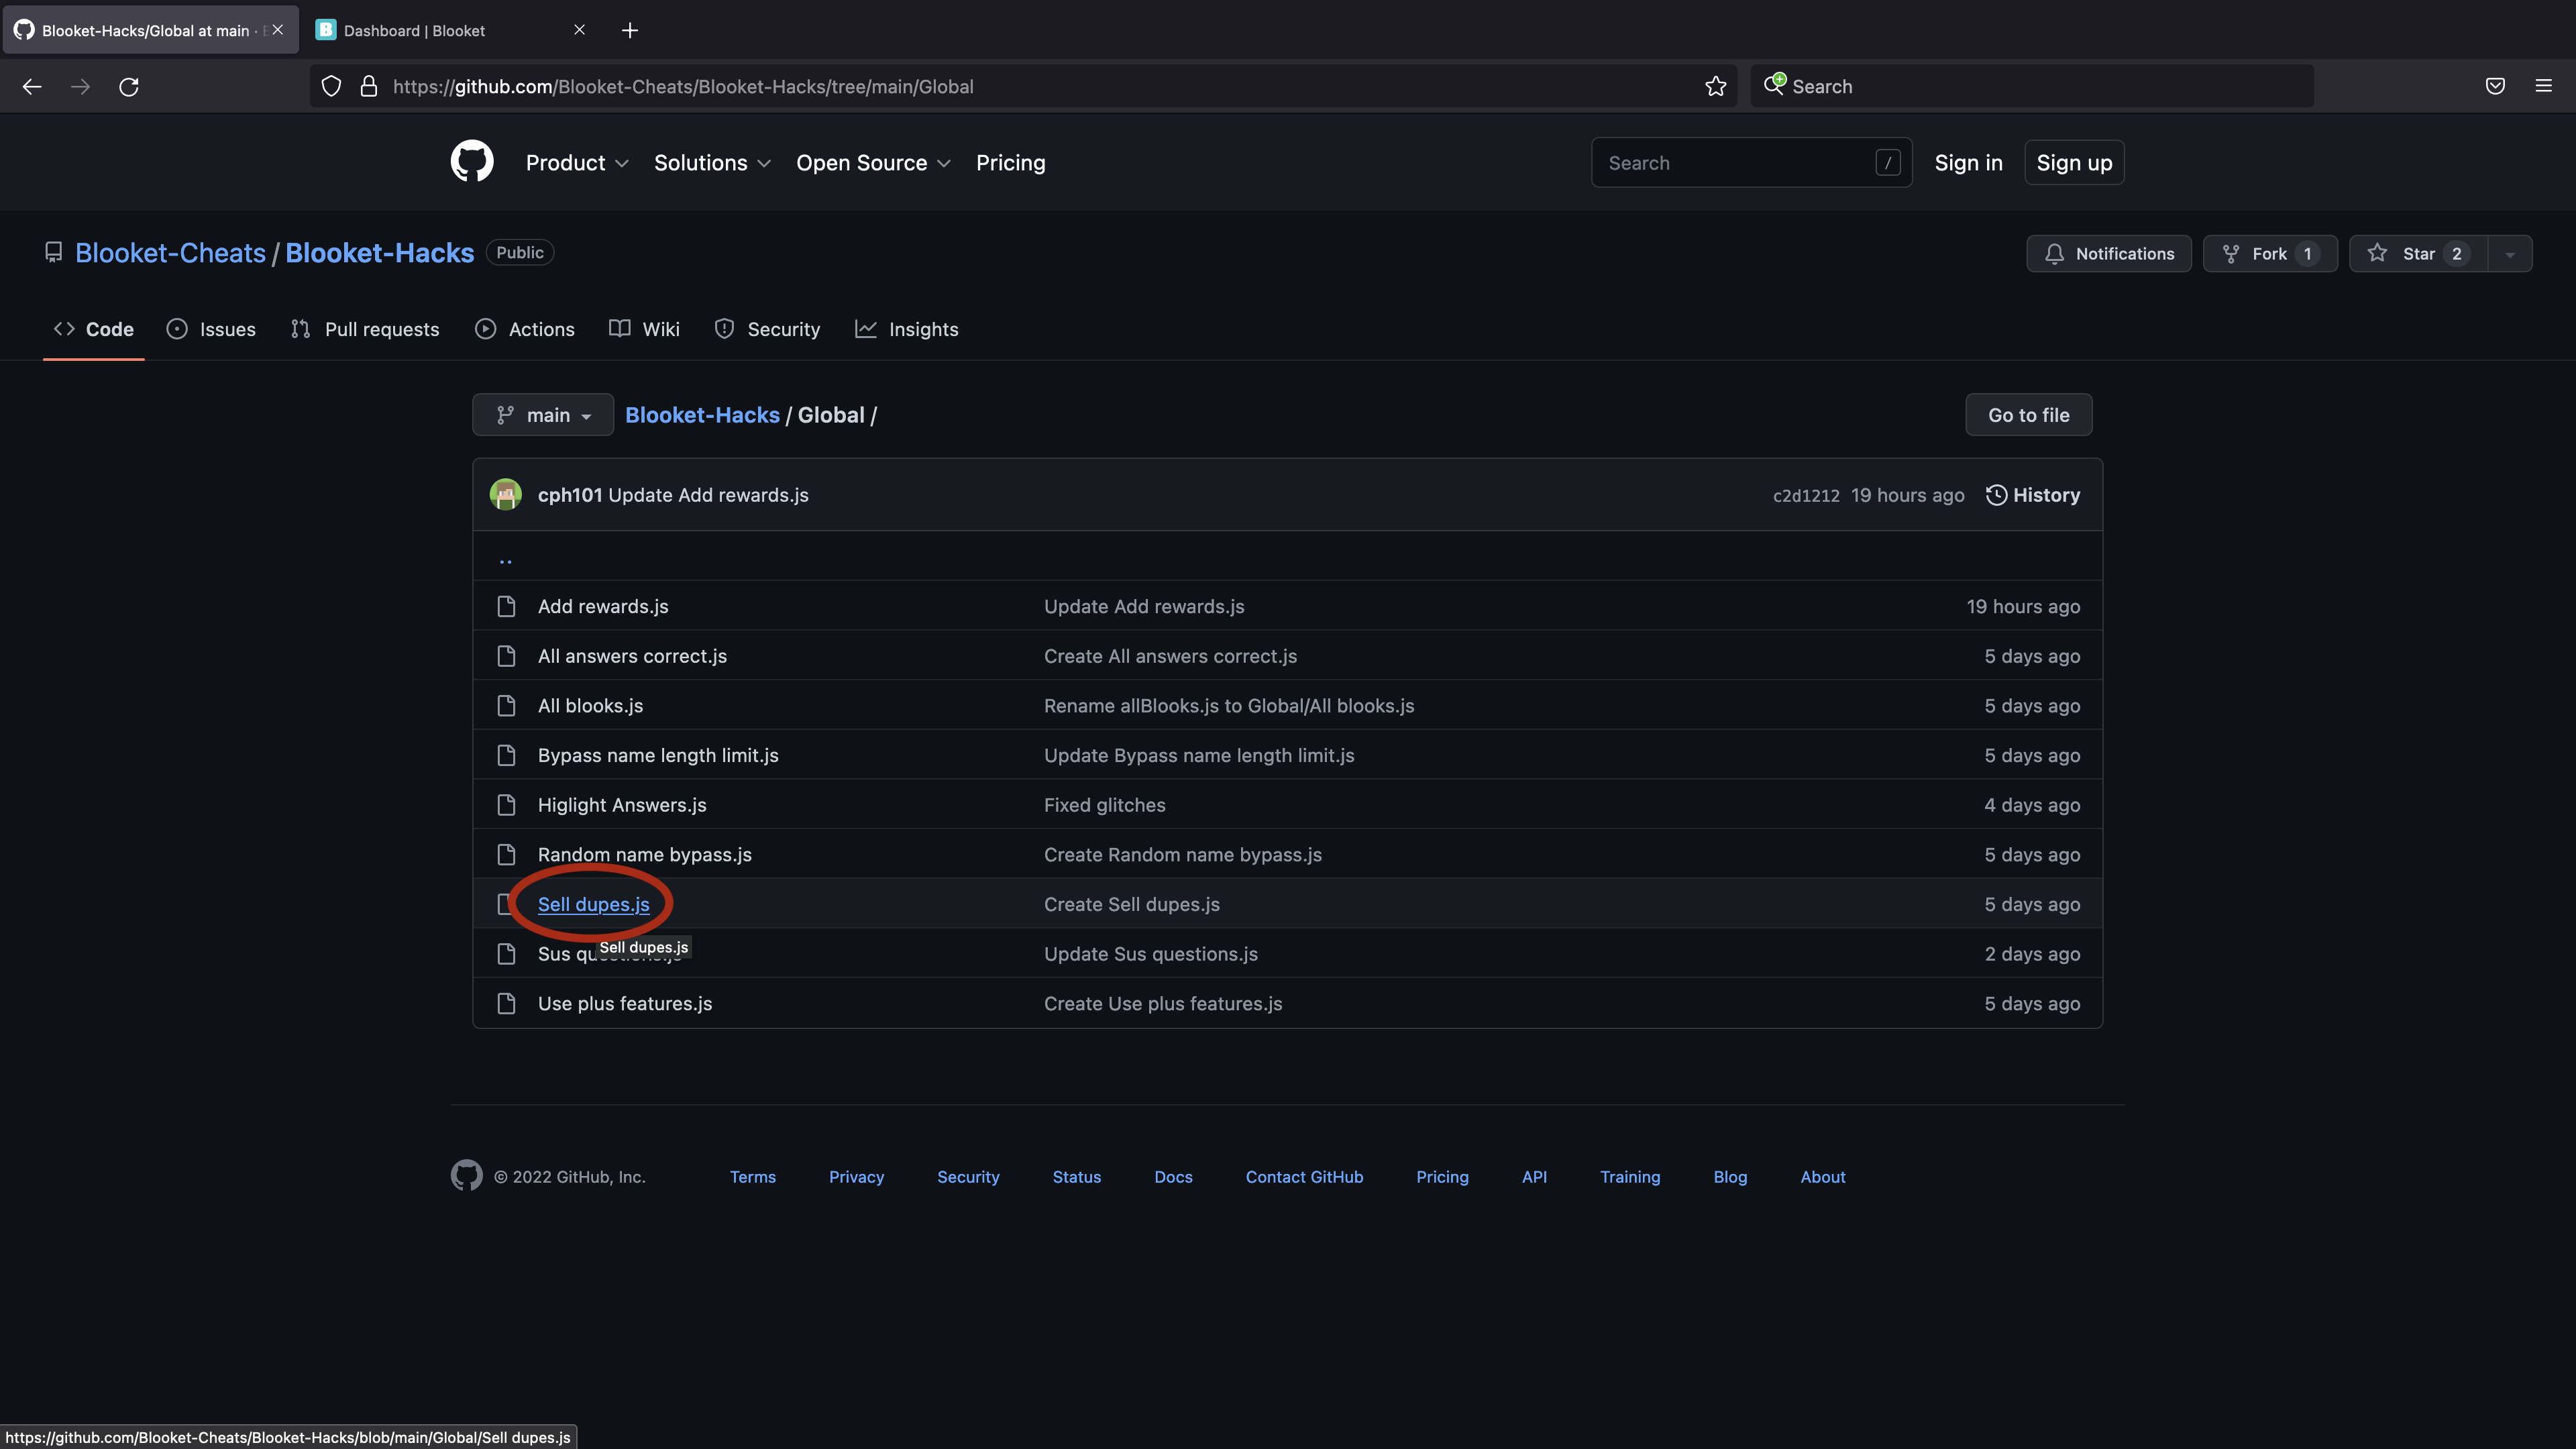 Blooket-Hacks/Global at main ·
B Dashboard | Blooket
https://github.com/Blooket-Cheats/Blooket-Hacks/tree/main/Global
Search
Product Solutions Open Source Pricing
Search / Sign in Sign up
Blooket-Cheats / Blooket-Hacks Public
Notifications Fork 1 Star 2
Code Issues Pull requests Actions Wiki Security Insights
main Blooket-Hacks / Global / Go to file
cph101 Update Add rewards.js c2d1212 19 hours ago History
..
Add rewards.js Update Add rewards.js 19 hours ago
All answers correct.js Create All answers correct.js 5 days ago
All blooks.js Rename allBlooks.js to Global/All blooks.js 5 days ago
Bypass name length limit.js Update Bypass name length limit.js 5 days ago
Higlight Answers.js Fixed glitches 4 days ago
Random name bypass.js Create Random name bypass.js 5 days ago
Sell dupes.js Create Sell dupes.js 5 days ago
Sell dupes.js
Sus questions.js Update Sus questions.js 2 days ago
Use plus features.js Create Use plus features.js 5 days ago
© 2022 GitHub, Inc. Terms Privacy Security Status Docs Contact GitHub Pricing API Training Blog About
https://github.com/Blooket-Cheats/Blooket-Hacks/blob/main/Global/Sell dupes.js